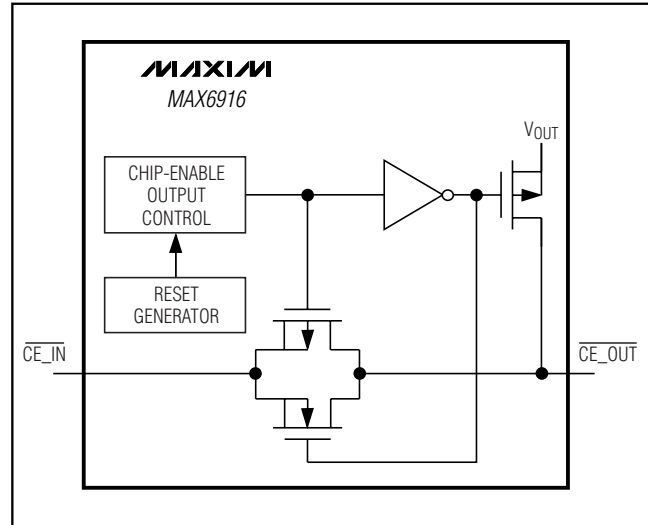 MAXIM
MAX6916
VOUT
CHIP-ENABLE
OUTPUT
CONTROL
RESET
GENERATOR
CE_IN
CE_OUT